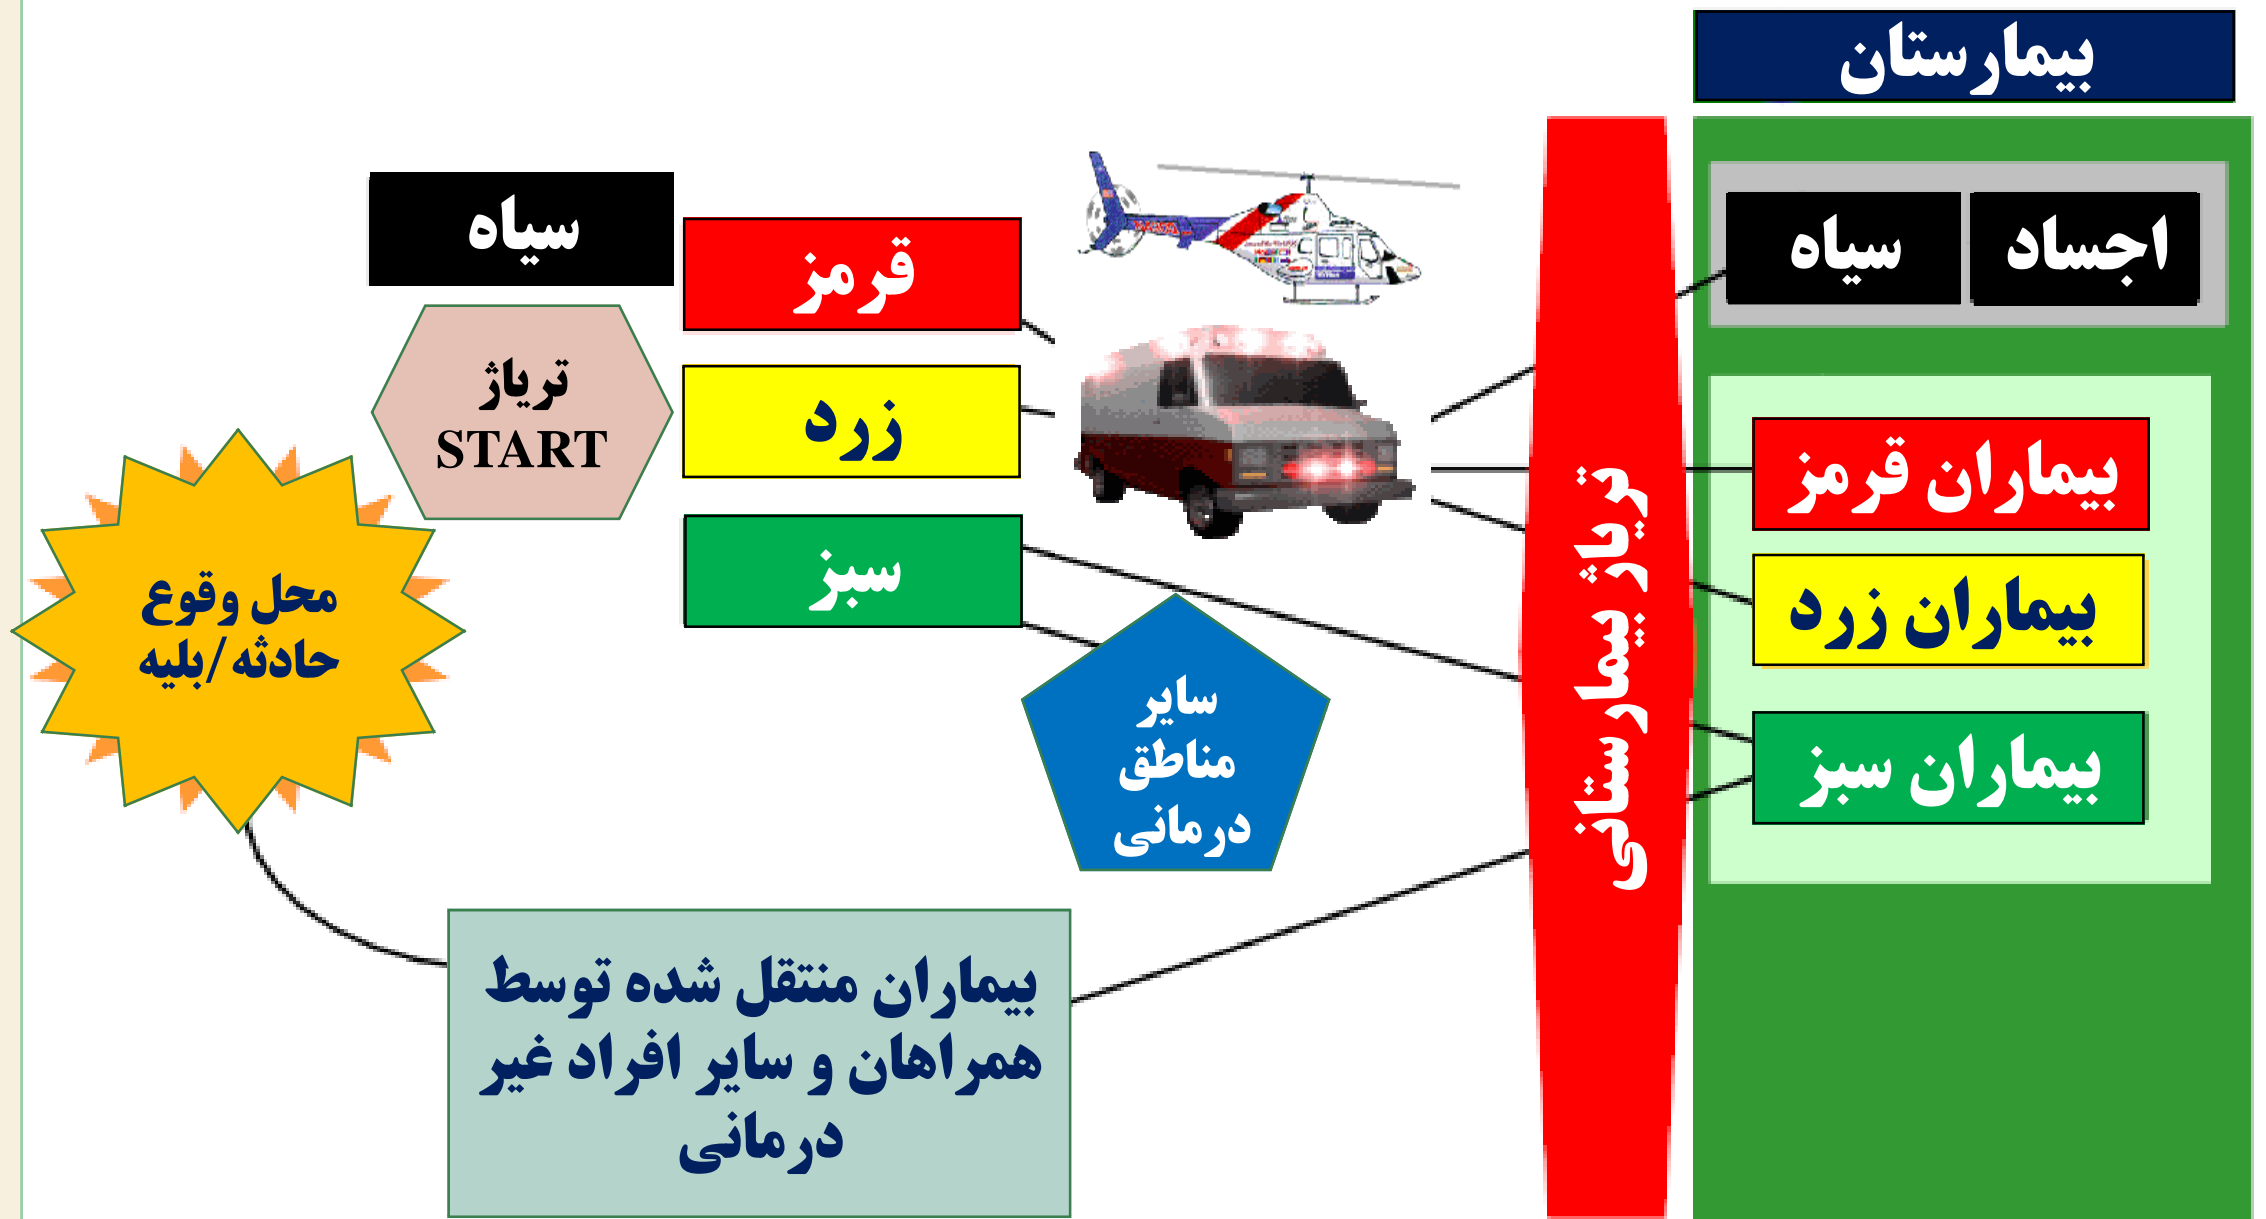 بیمارستان
اجساد
سیاه
سیاه
قرمز
زرد
سبز
تریاژ
START
محل وقوع
حادثه/بلیه
بیماران قرمز
بیماران زرد
بیماران سبز
تریاژ بیمارستانی
سایر
مناطق
درمانی
بیماران منتقل شده توسط
همراهان و سایر افراد غیر
درمانی